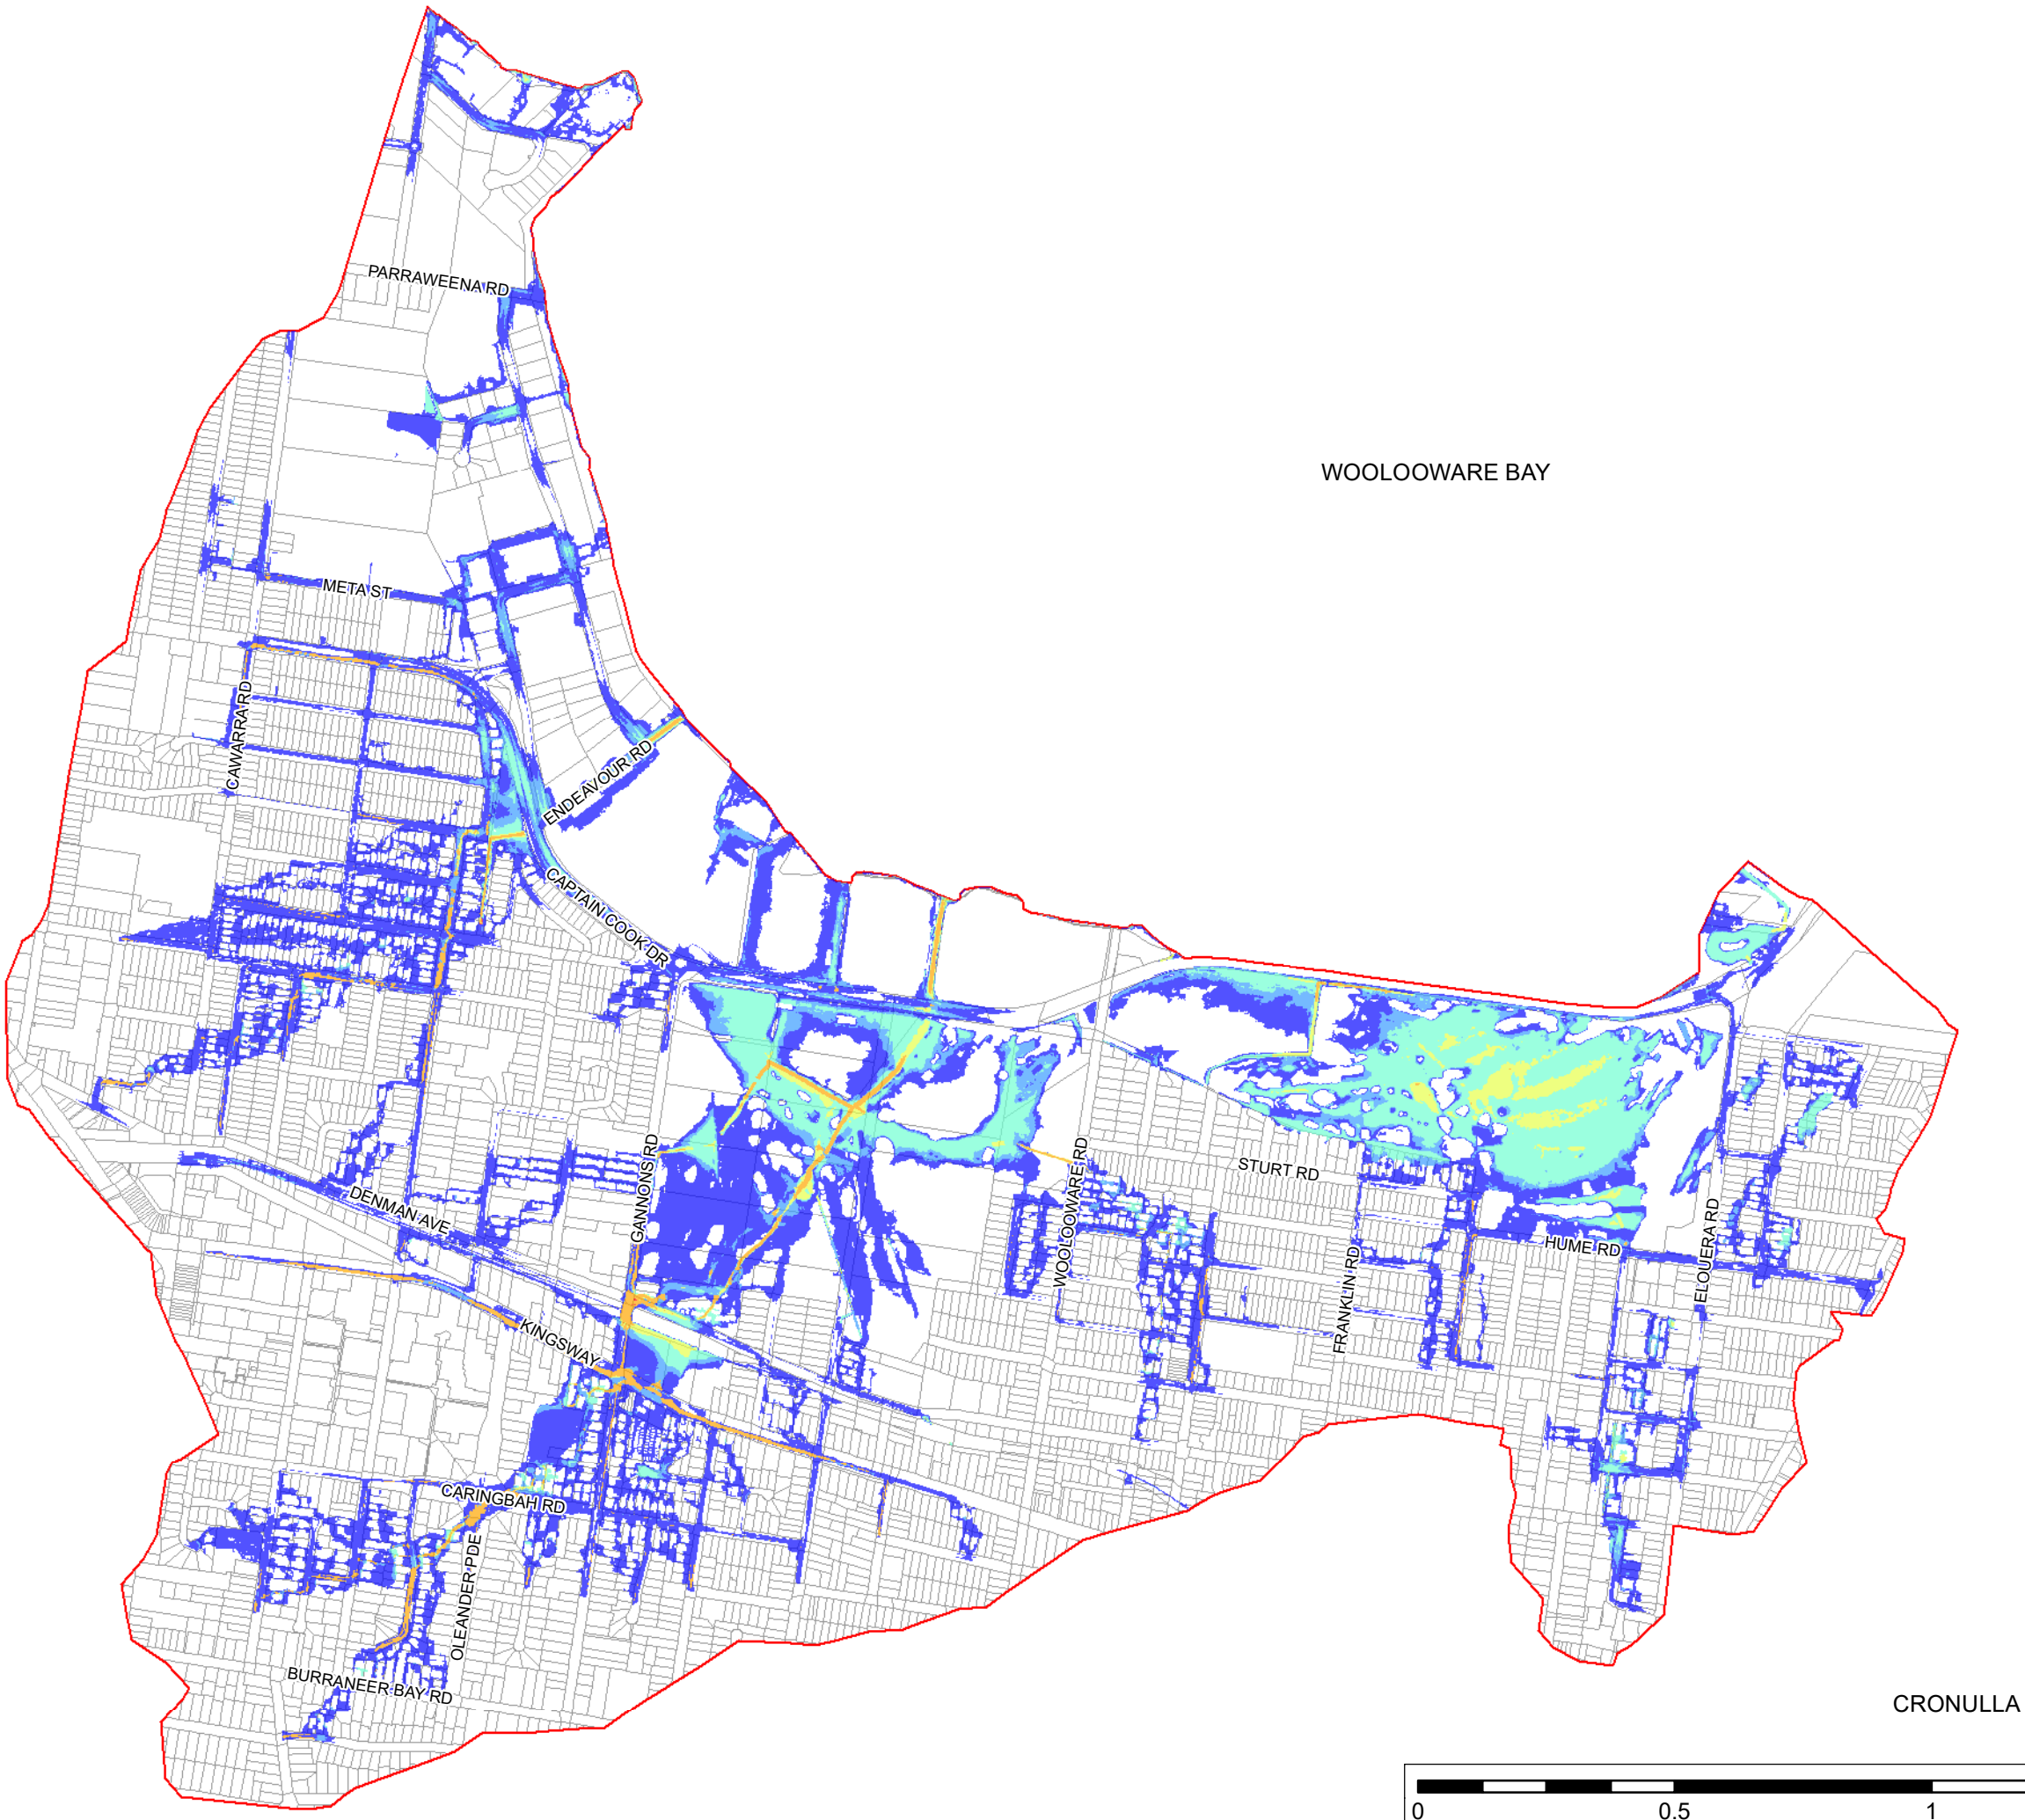 PARRAWEENA RD
WOOLOOWARE BAY
META ST
CAWARRA RD
ENDEAVOUR RD
CAPTAIN COOK DR
GANNONS RD
WOOLOOWARE RD
STURT RD
DENMAN AVE
HUME RD
ELOUERA RD
FRANKLIN RD
KINGSWAY
CARINGBAH RD
OLEANDER PDE
BURRANEER BAY RD
CRONULLA
0 0.5 1